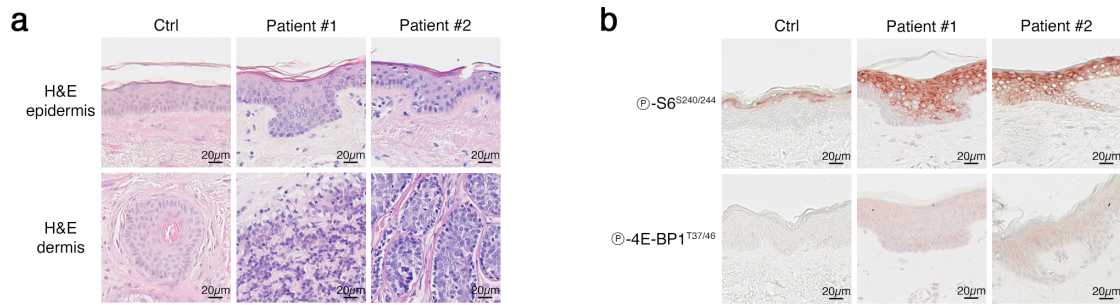 a
Ctrl Patient #1 Patient #2
H&E
epidermis
20µm 20µm 20µm
H&E
dermis
20µm 20µm 20µm
b
Ctrl Patient #1 Patient #2
Ⓟ-S6S240/244
20µm 20µm 20µm
Ⓟ-4E-BP1T37/46
20µm 20µm 20µm